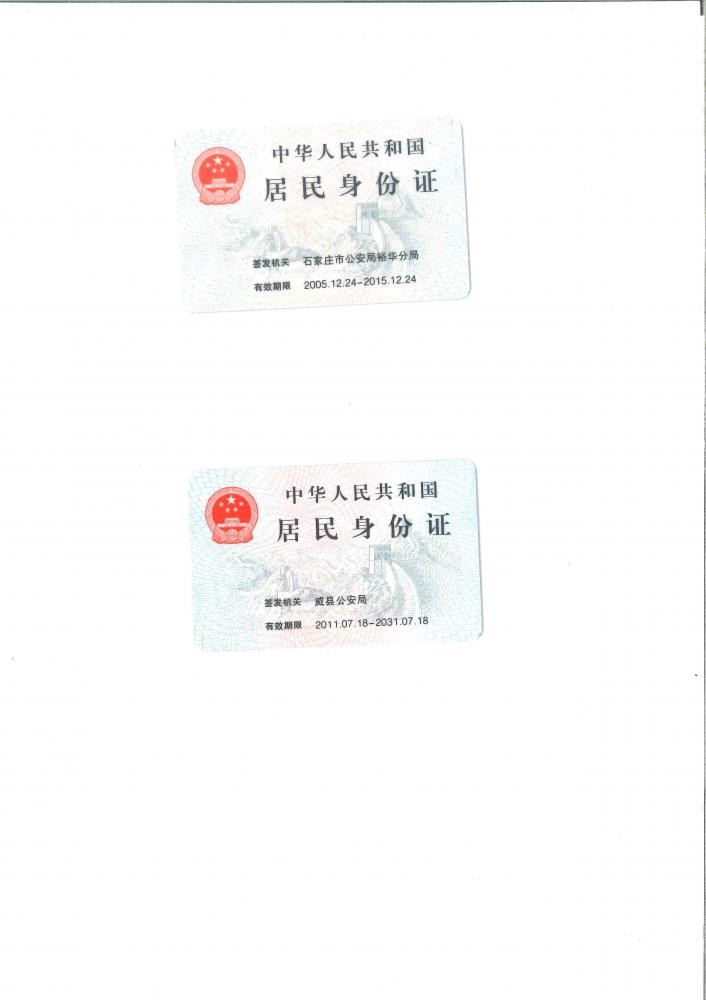 中华人民共和国
居民身份证
签发机关 石家庄市公安局裕华分局
有效期限 2005.12.24-2015.12.24
中华人民共和国
居民身份证
签发机关 威县公安局
有效期限 2011.07.18-2031.07.18